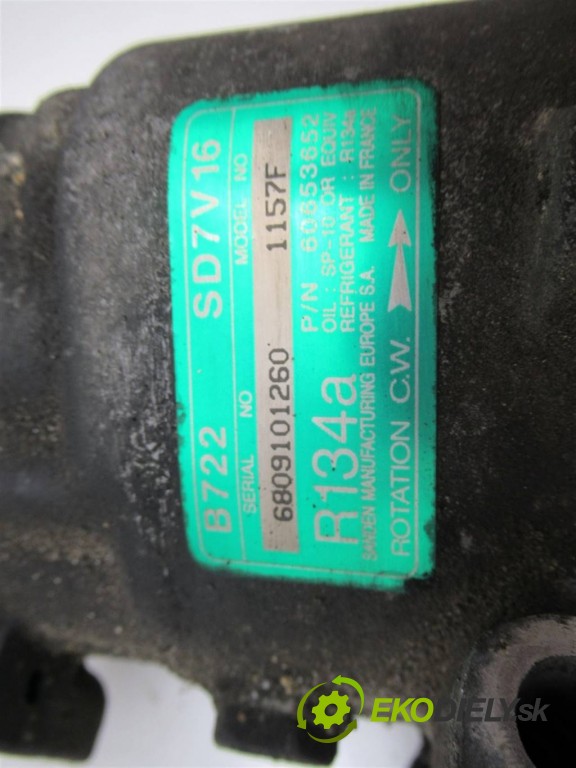 B722 SD7V16
SERIAL NO MODEL NO
6809101260 1157F
R134a
P/N 60653652
OIL : SP-10 OR EQUIV
REFRIGERANT : R134a
SANDEN MANUFACTURING EUROPE S.A. MADE IN FRANCE
ROTATION C.W. ONLY
EKODIELY.sk